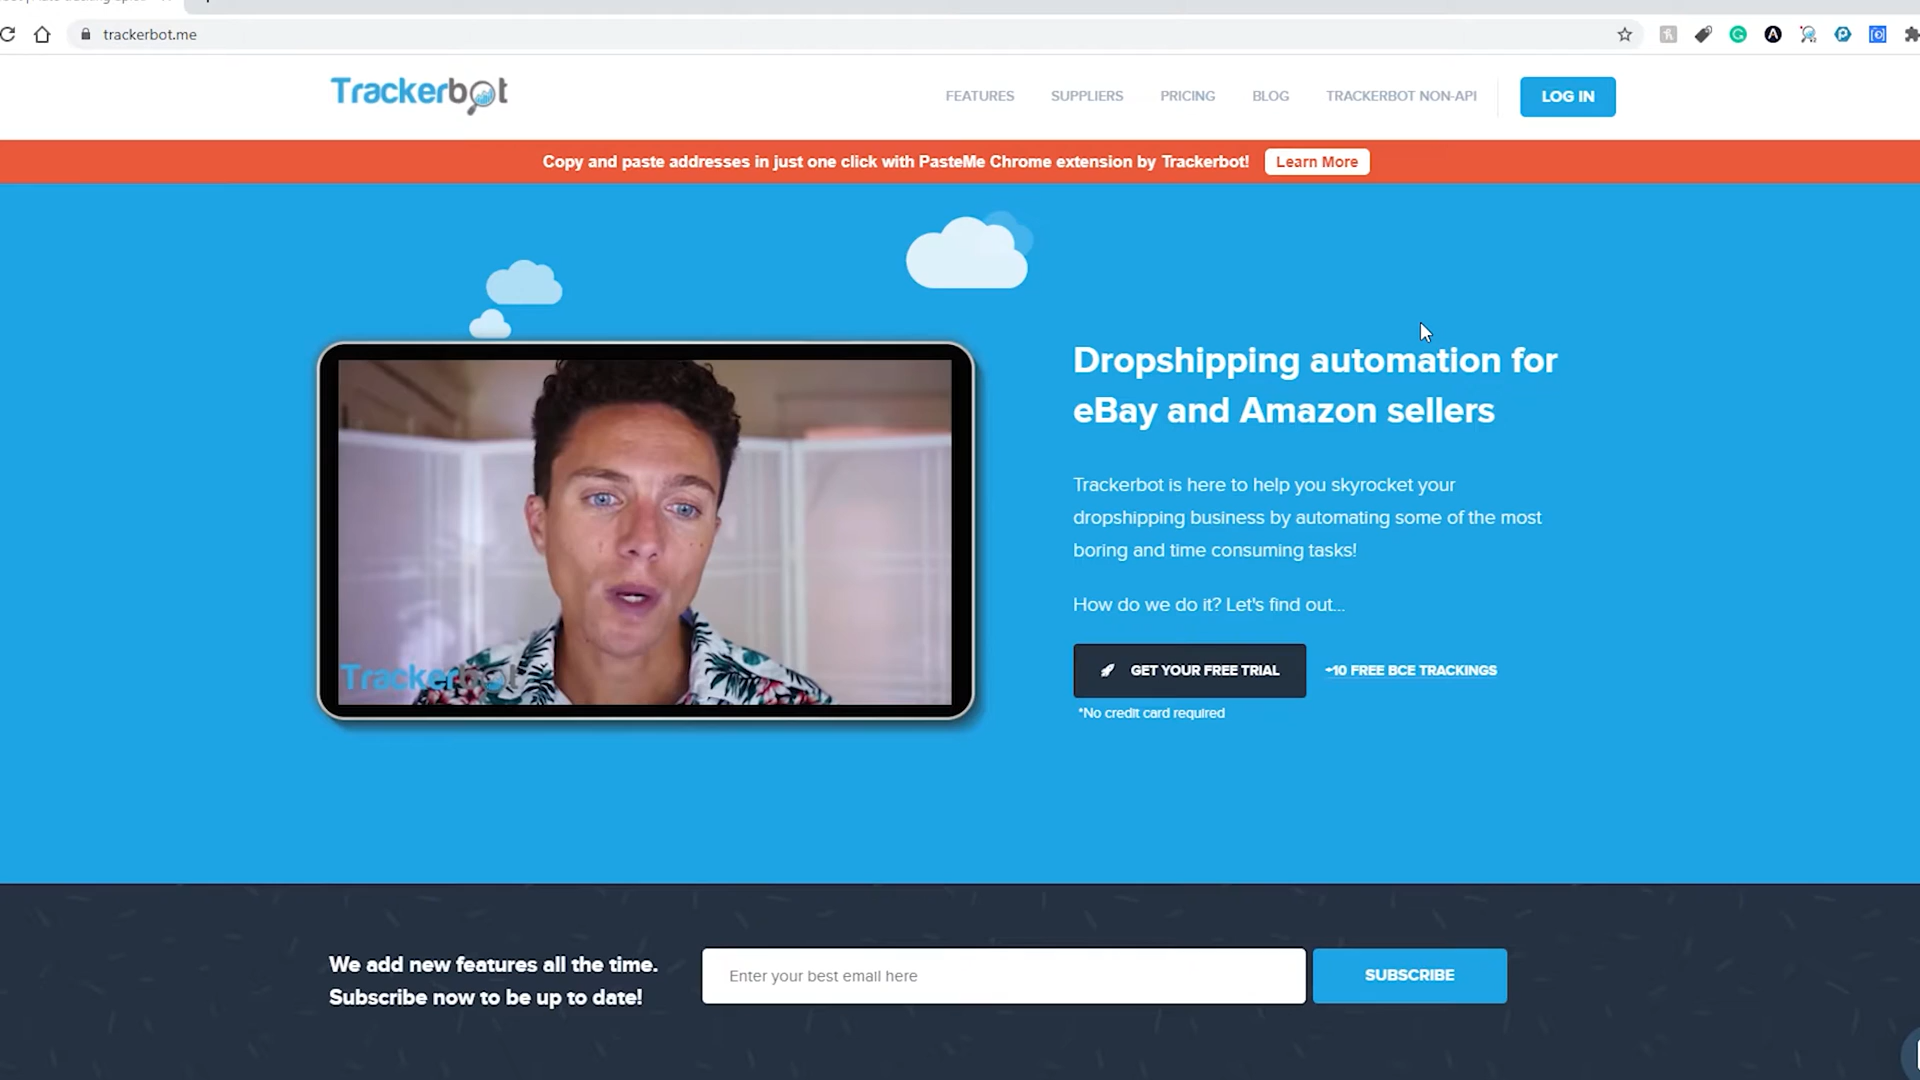 trackerbot.me
Trackerbot
FEATURES
SUPPLIERS
PRICING
BLOG
TRACKERBOT NON-API
LOG IN
Copy and paste addresses in just one click with PasteMe Chrome extension by Trackerbot!
Learn More
Dropshipping automation for
eBay and Amazon sellers
Trackerbot is here to help you skyrocket your
dropshipping business by automating some of the most
boring and time consuming tasks!
How do we do it? Let's find out...
GET YOUR FREE TRIAL
+10 FREE BCE TRACKINGS
*No credit card required
Trackerbot
We add new features all the time.
Subscribe now to be up to date!
Enter your best email here
SUBSCRIBE